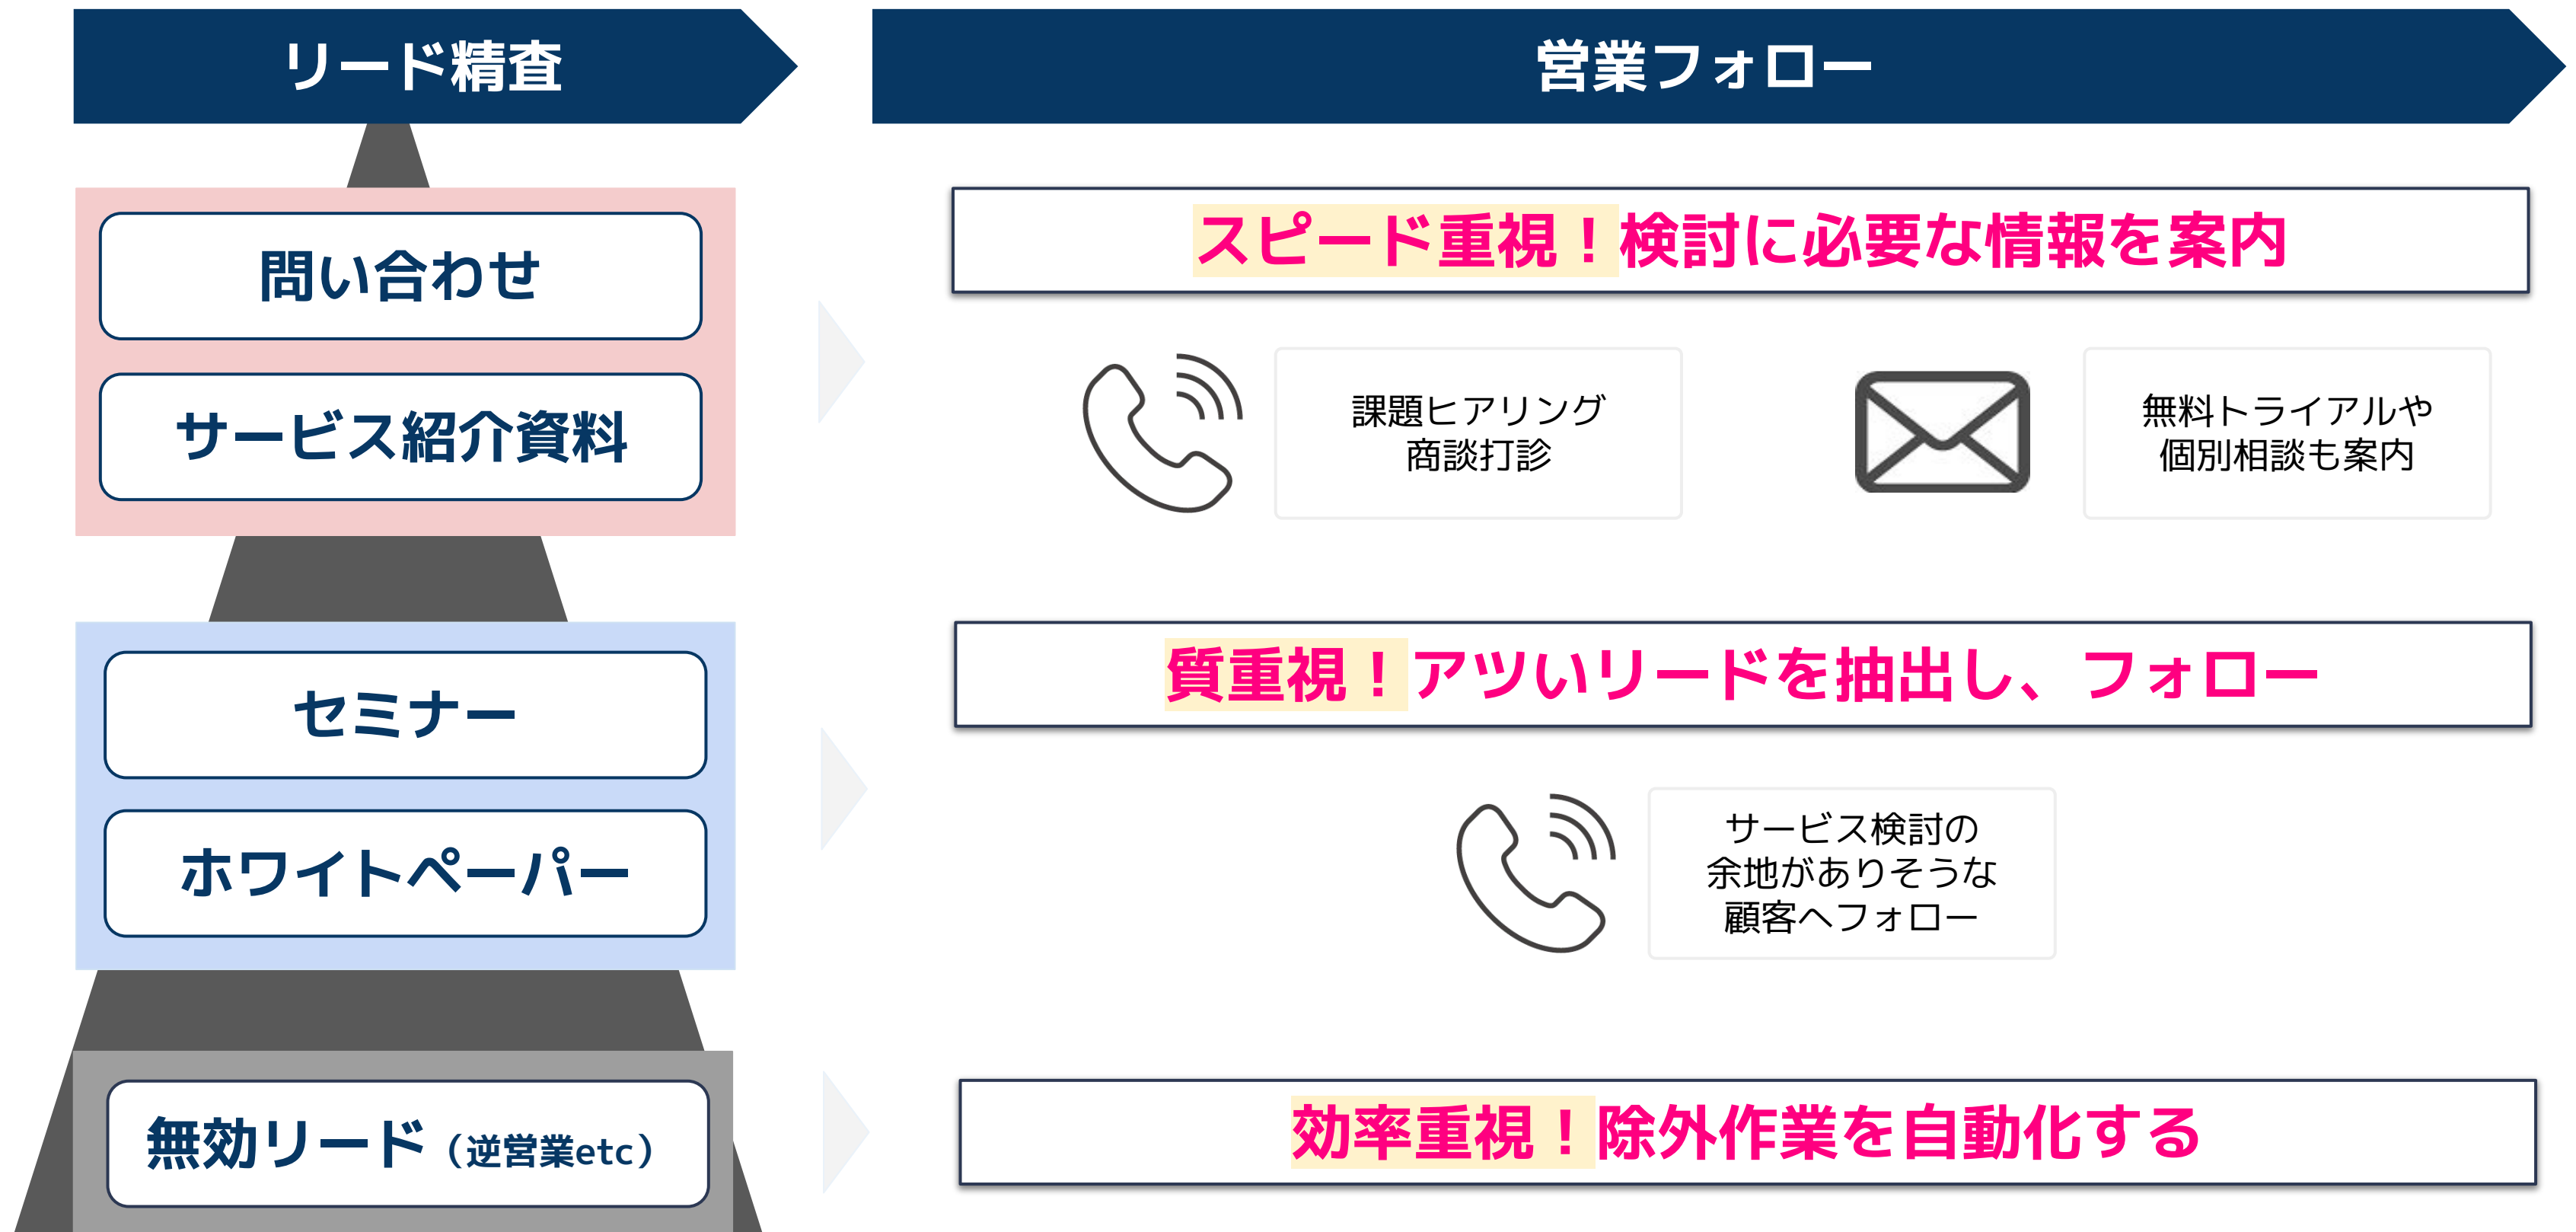 リード精査
営業フォロー
問い合わせ
サービス紹介資料
スピード重視！検討に必要な情報を案内
課題ヒアリング
商談打診
無料トライアルや
個別相談も案内
セミナー
ホワイトペーパー
質重視！アツいリードを抽出し、フォロー
サービス検討の
余地がありそうな
顧客へフォロー
無効リード（逆営業etc）
効率重視！除外作業を自動化する